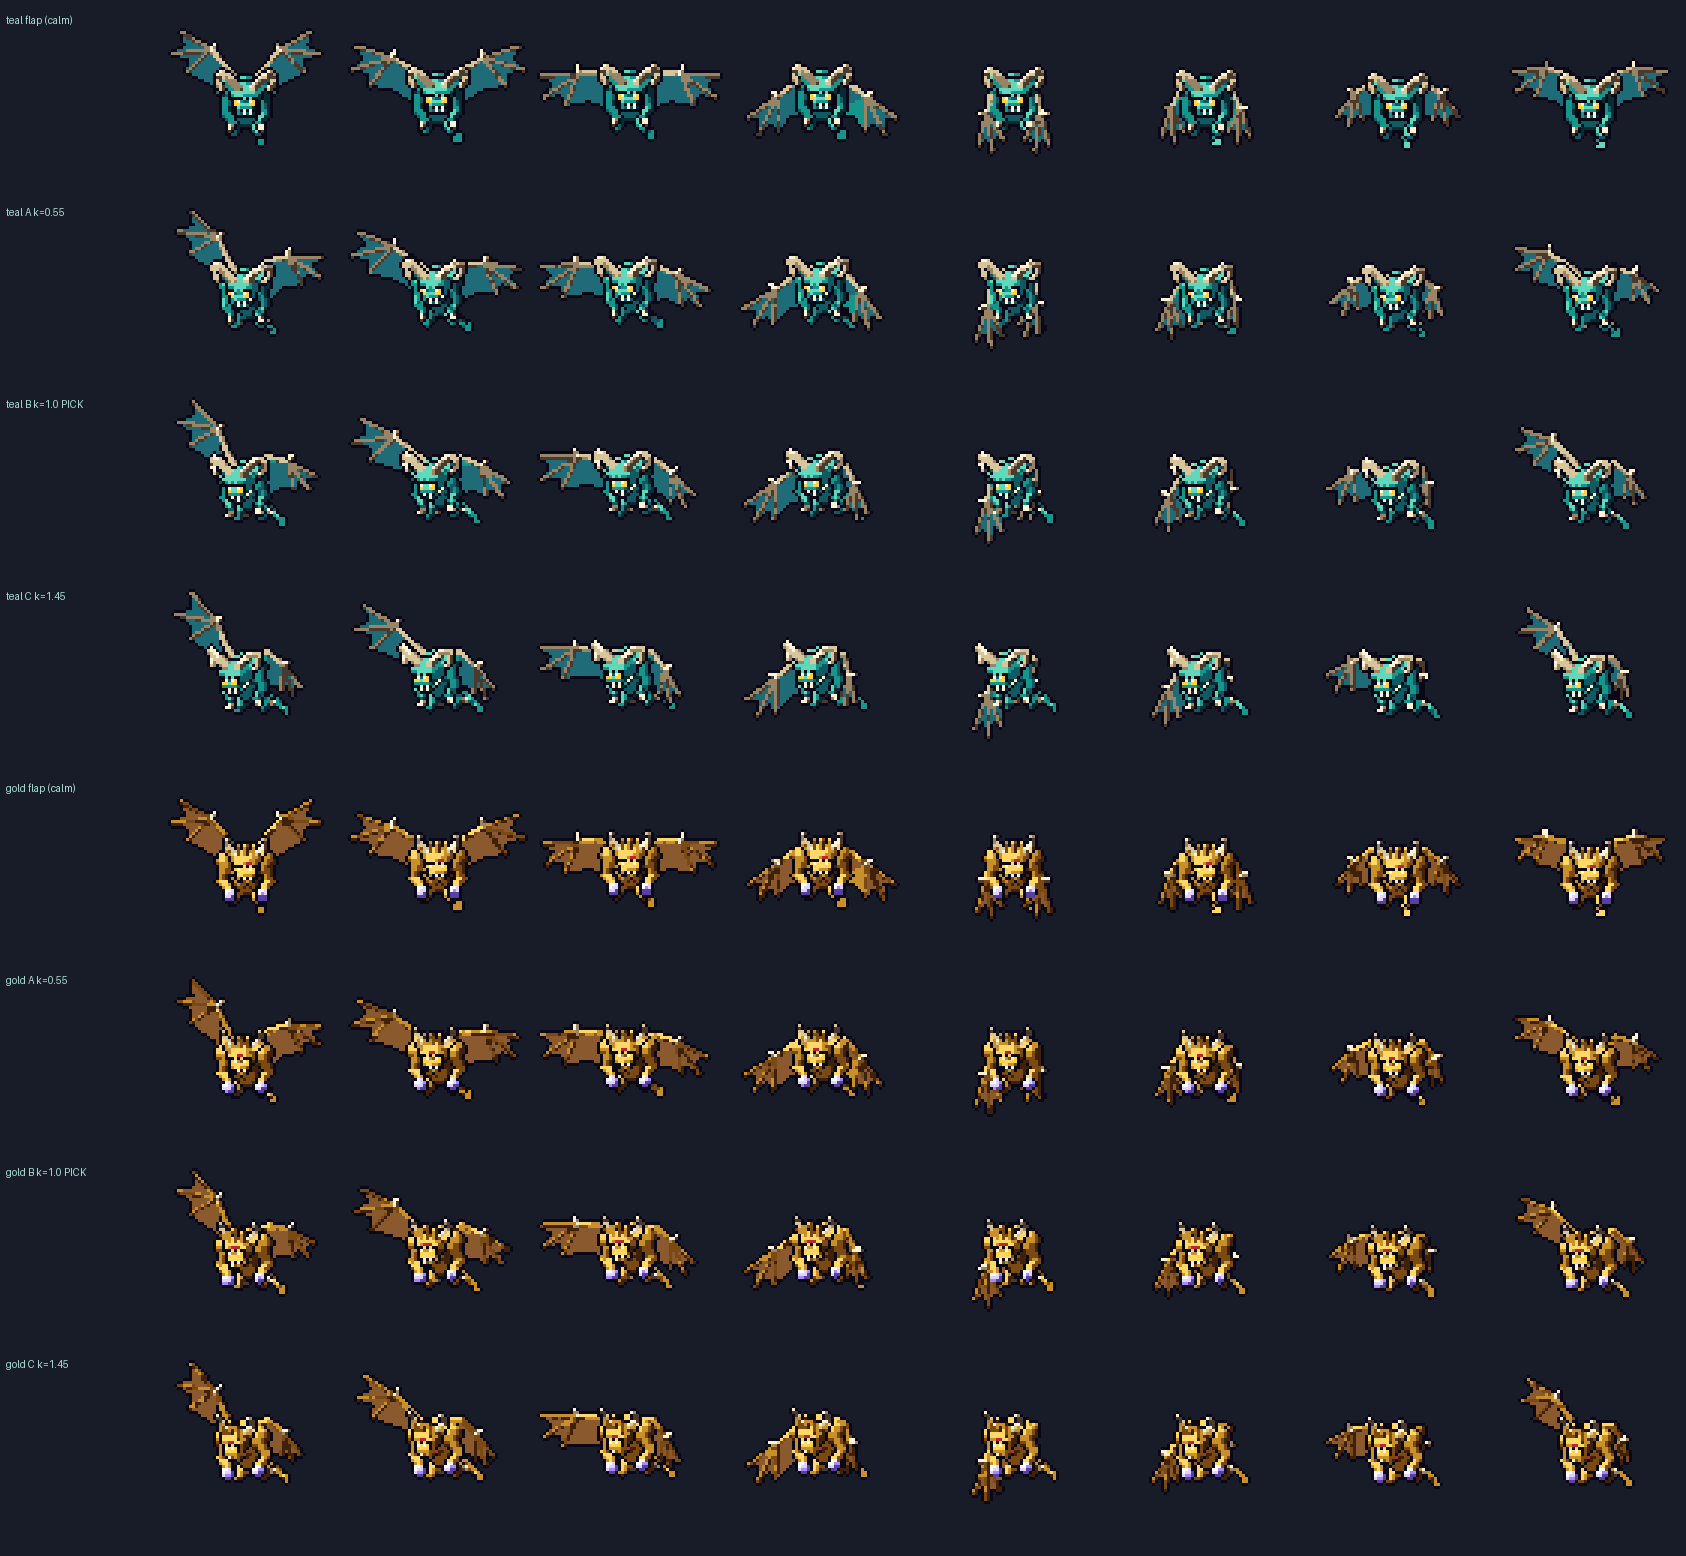 teal flap (calm)
teal A k=0.55
teal B k=1.0 PICK
teal C k=1.45
gold flap (calm)
gold A k=0.55
gold B k=1.0 PICK
gold C k=1.45